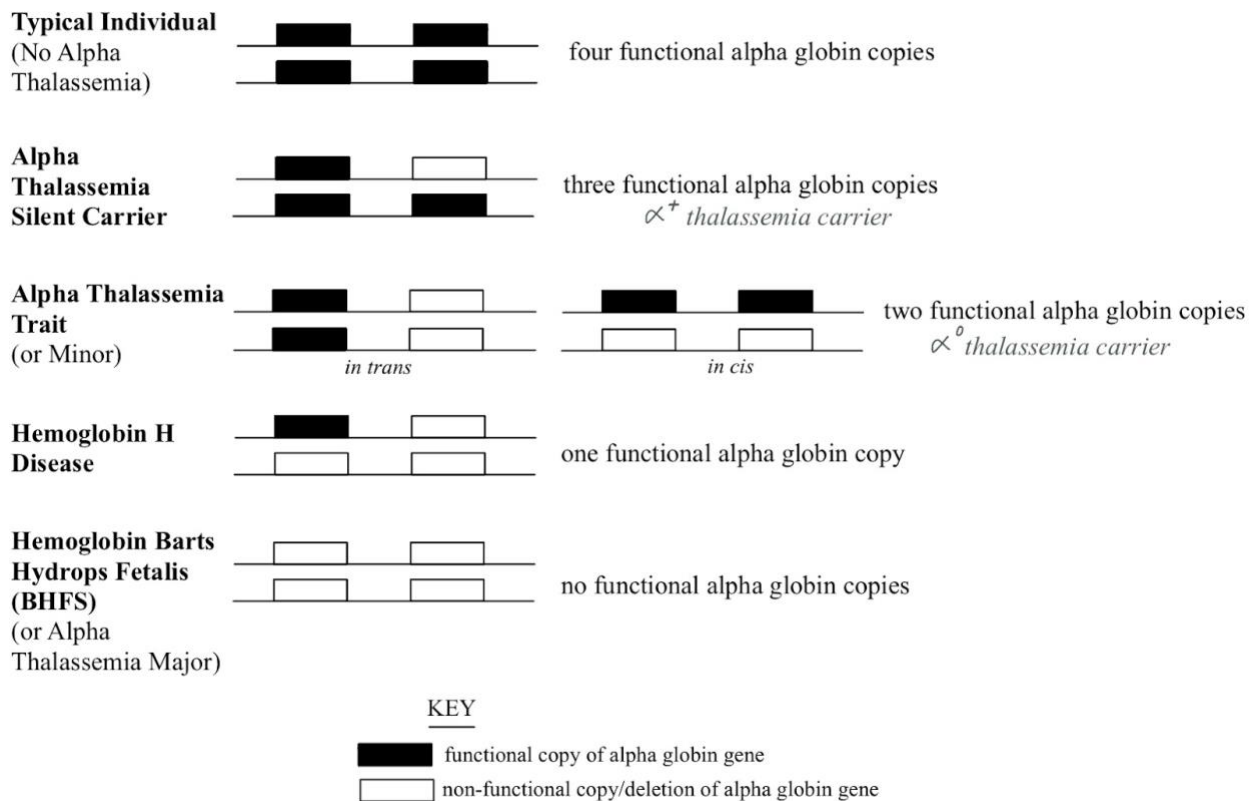 Typical Individual
(No Alpha
Thalassemia)
four functional alpha globin copies
Alpha
Thalassemia
Silent Carrier
three functional alpha globin copies
∝+ thalassemia carrier
Alpha Thalassemia
Trait
(or Minor)
in trans
in cis
two functional alpha globin copies
∝0 thalassemia carrier
Hemoglobin H
Disease
one functional alpha globin copy
Hemoglobin Barts
Hydrops Fetalis
(BHFS)
(or Alpha
Thalassemia Major)
no functional alpha globin copies
KEY
functional copy of alpha globin gene
non-functional copy/deletion of alpha globin gene